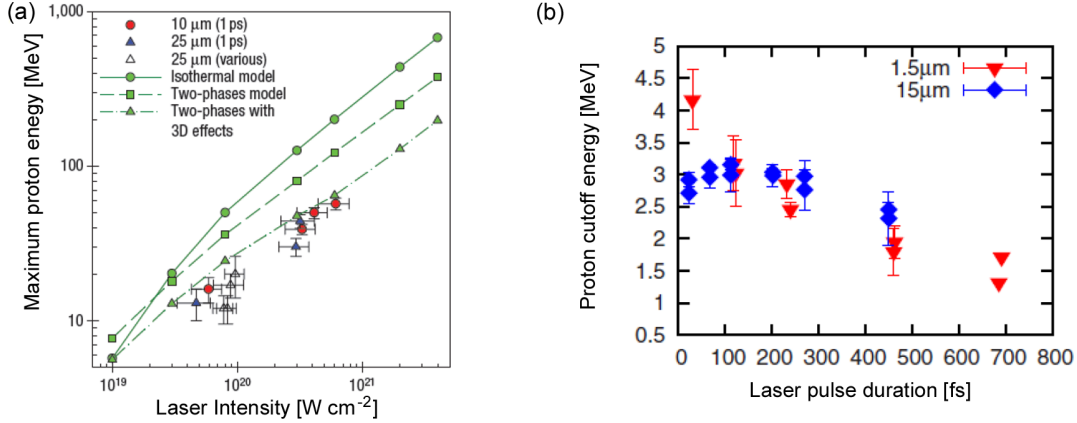 (a)
1,000
100
10
Maximum proton energy [MeV]
10 µm (1 ps)
25 µm (1 ps)
25 µm (various)
Isothermal model
Two-phases model
Two-phases with
3D effects
10¹⁹
10²⁰
10²¹
Laser Intensity [W cm⁻²]
(b)
5
4.5
4
3.5
3
2.5
2
1.5
1
0.5
Proton cutoff energy [MeV]
1.5µm
15µm
0 100 200 300 400 500 600 700 800
Laser pulse duration [fs]